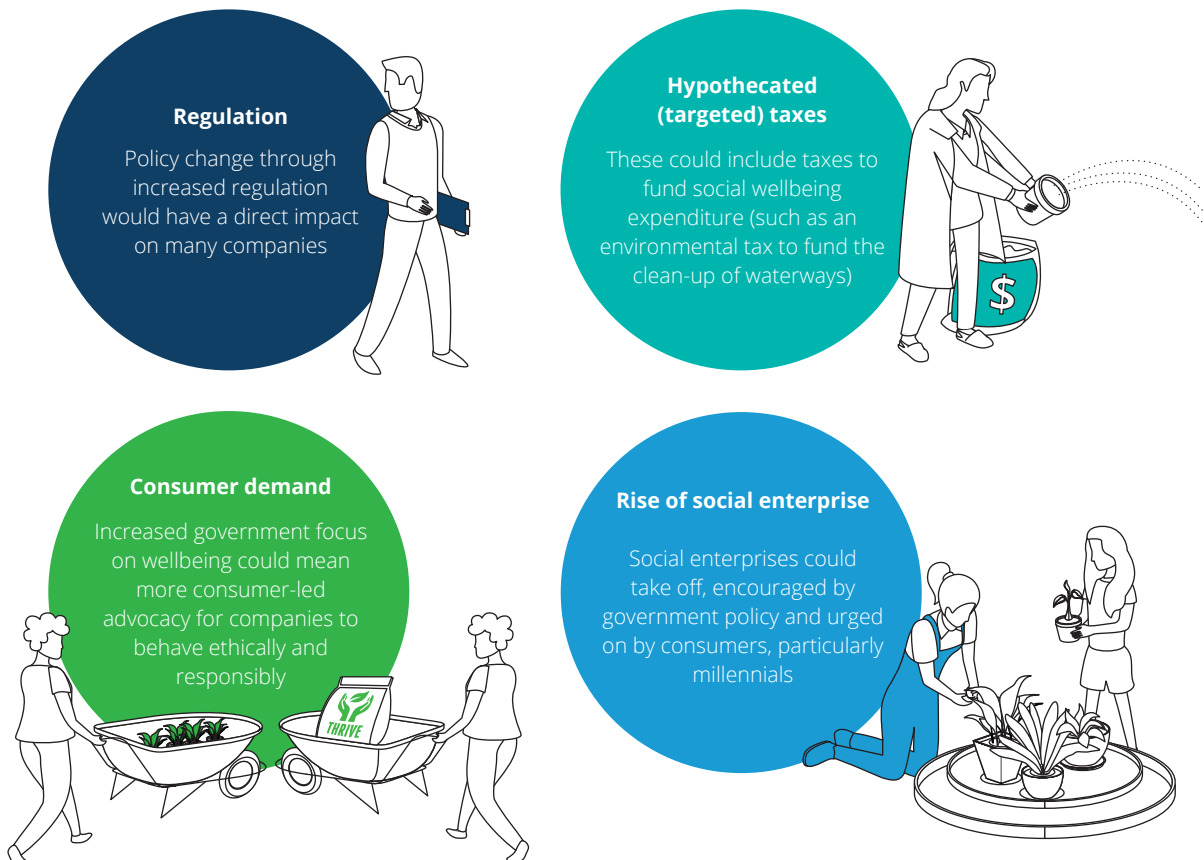 Regulation
Policy change through
increased regulation
would have a direct impact
on many companies
Hypothecated
(targeted) taxes
These could include taxes to
fund social wellbeing
expenditure (such as an
environmental tax to fund the
clean-up of waterways)
$
Consumer demand
Increased government focus
on wellbeing could mean
more consumer-led
advocacy for companies to
behave ethically and
responsibly
THRIVE
Rise of social enterprise
Social enterprises could
take off, encouraged by
government policy and urged
on by consumers, particularly
millennials